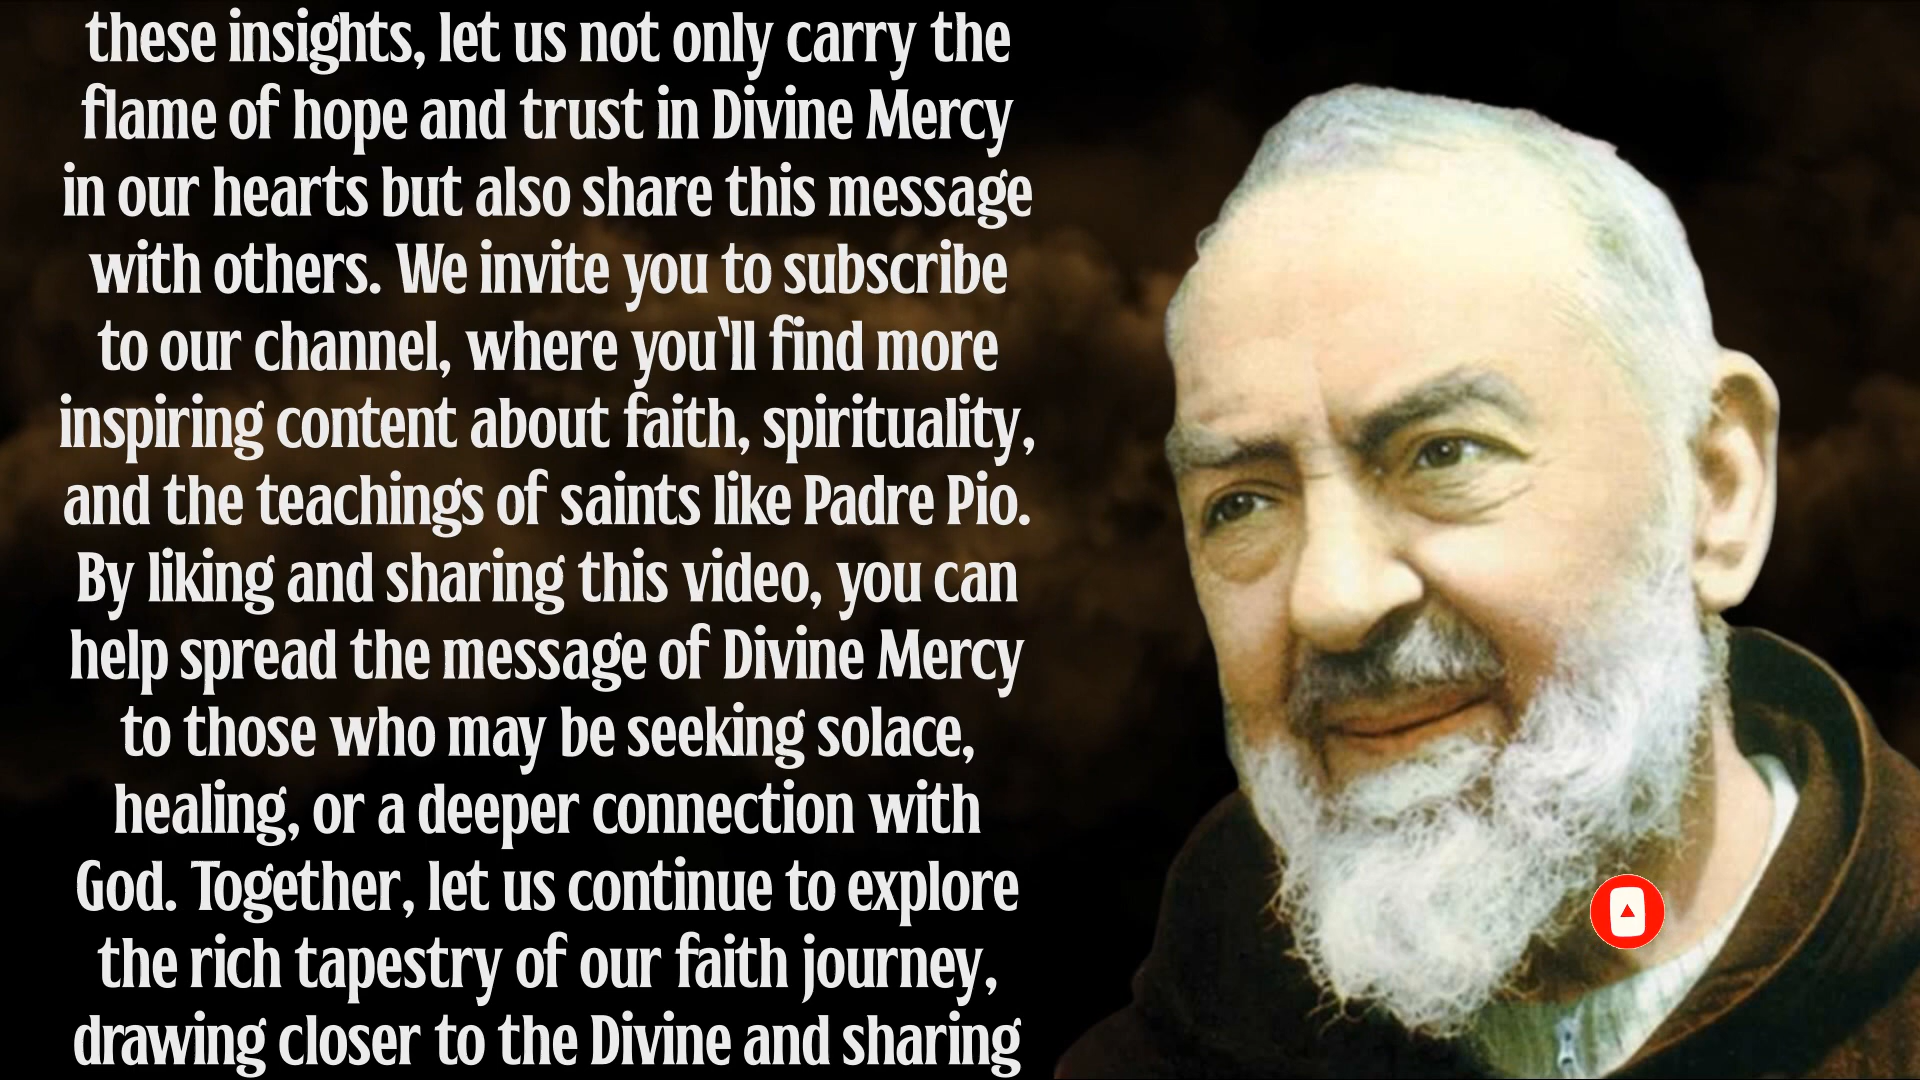 these insights, let us not only carry the
flame of hope and trust in Divine Mercy
in our hearts but also share this message
with others. We invite you to subscribe
to our channel, where you‘ll find more
inspiring content about faith, spirituality,
and the teachings of saints like Padre Pio.
By liking and sharing this video, you can
help spread the message of Divine Mercy
to those who may be seeking solace,
healing, or a deeper connection with
God. Together, let us continue to explore
the rich tapestry of our faith journey,
drawing closer to the Divine and sharing